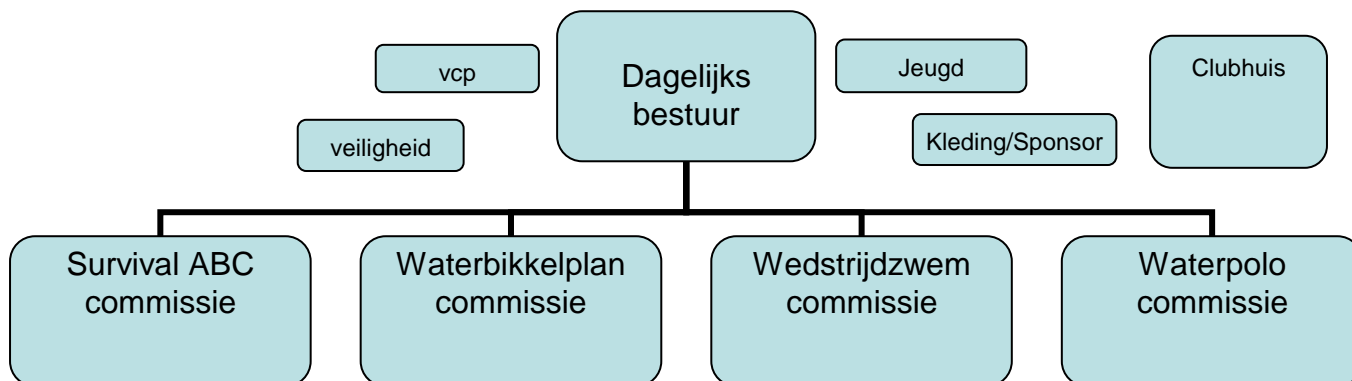 vcp
Dagelijks
bestuur
Jeugd
Clubhuis
veiligheid
Kleding/Sponsor
Survival ABC
commissie
Waterbikkelplan
commissie
Wedstrijdzwem
commissie
Waterpolo
commissie